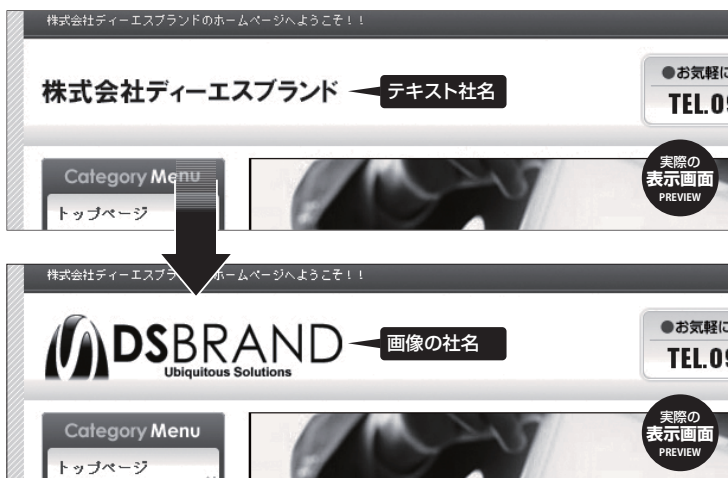 株式会社ディーエスブランドのホームページへようこそ！！
株式会社ディーエスブランド
テキスト社名
●お気軽に
TEL.09
Category Menu
トップページ
実際の
表示画面
PREVIEW
株式会社ディーエスブラ
ホームページへようこそ！！
DSBRAND
Ubiquitous Solutions
画像の社名
●お気軽に
TEL.09
Category Menu
トップページ
実際の
表示画面
PREVIEW